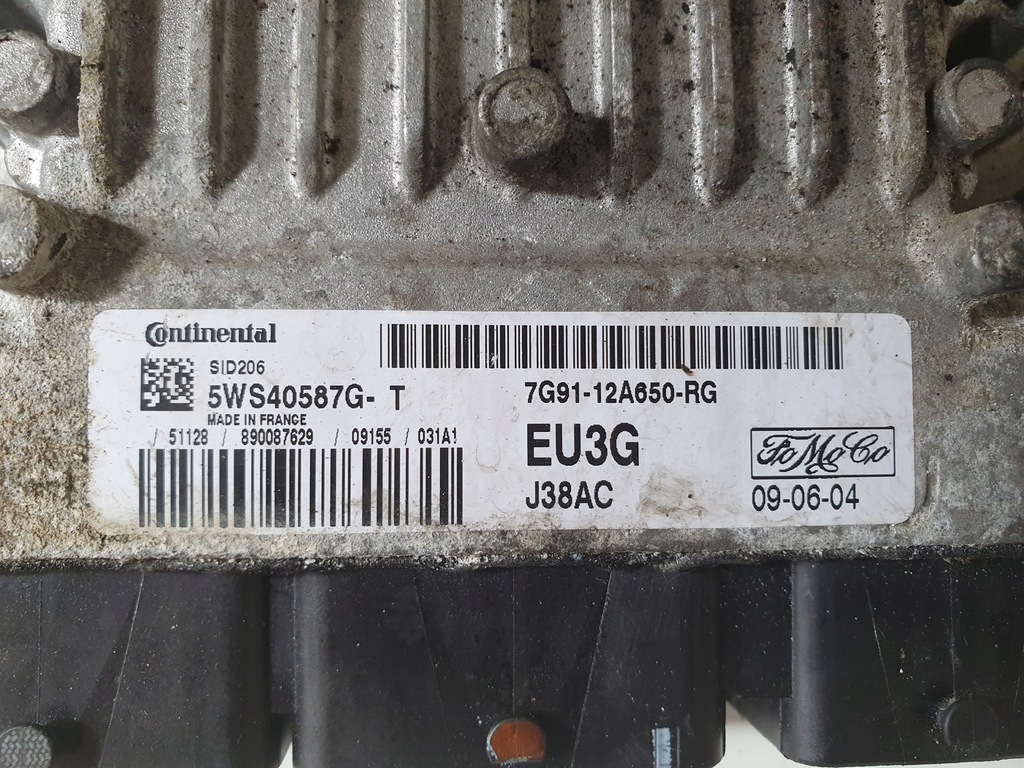 Continental
SID206
5WS40587G- T
MADE IN FRANCE
/ 51128 / 890087629 / 09155 / 031A1
7G91-12A650-RG
EU3G
J38AC
FoMoCo
09-06-04